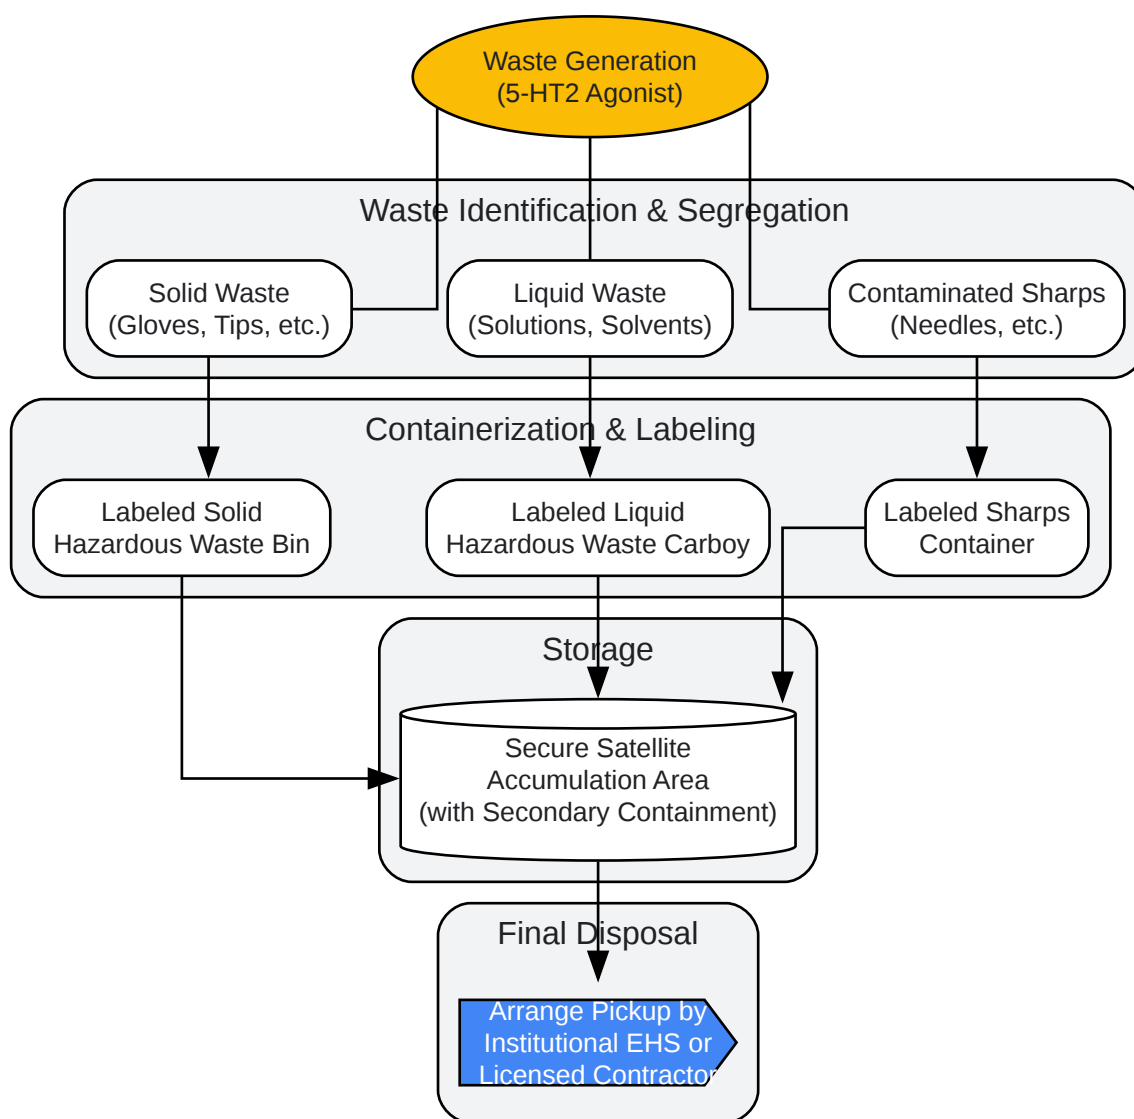 Waste Generation
(5-HT2 Agonist)
Waste Identification & Segregation
Solid Waste
(Gloves, Tips, etc.)
Liquid Waste
(Solutions, Solvents)
Contaminated Sharps
(Needles, etc.)
Containerization & Labeling
Labeled Solid
Hazardous Waste Bin
Labeled Liquid
Hazardous Waste Carboy
Labeled Sharps
Container
Storage
Secure Satellite
Accumulation Area
(with Secondary Containment)
Final Disposal
Arrange Pickup by
Institutional EHS or
Licensed Contractor